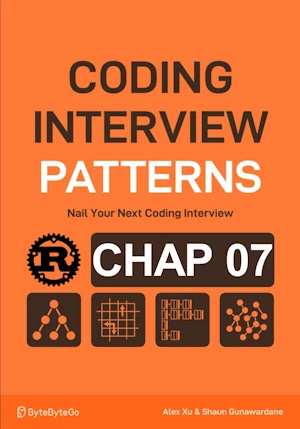 CODING
INTERVIEW
PATTERNS
Nail Your Next Coding Interview
R
CHAP 07
ByteByteGo
Alex Xu & Shaun Gunawardane